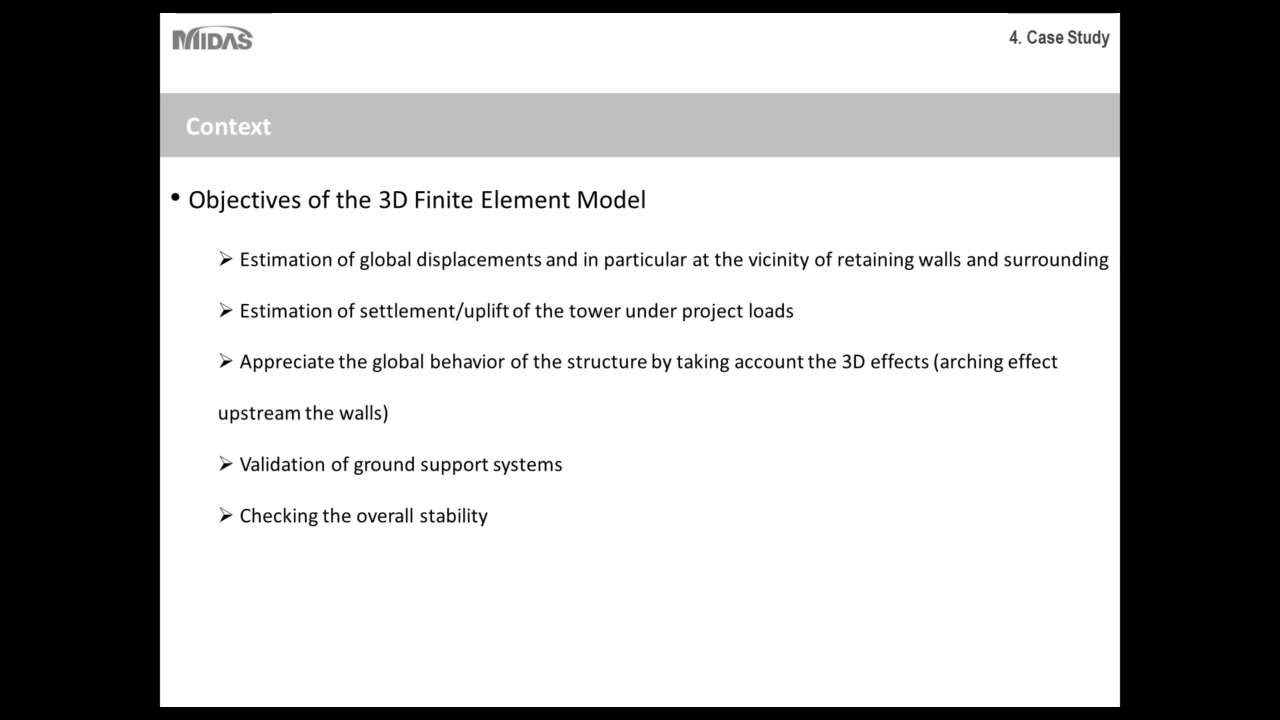 MIDAS
4. Case Study
Context
• Objectives of the 3D Finite Element Model
➢ Estimation of global displacements and in particular at the vicinity of retaining walls and surrounding
➢ Estimation of settlement/uplift of the tower under project loads
➢ Appreciate the global behavior of the structure by taking account the 3D effects (arching effect
upstream the walls)
➢ Validation of ground support systems
➢ Checking the overall stability